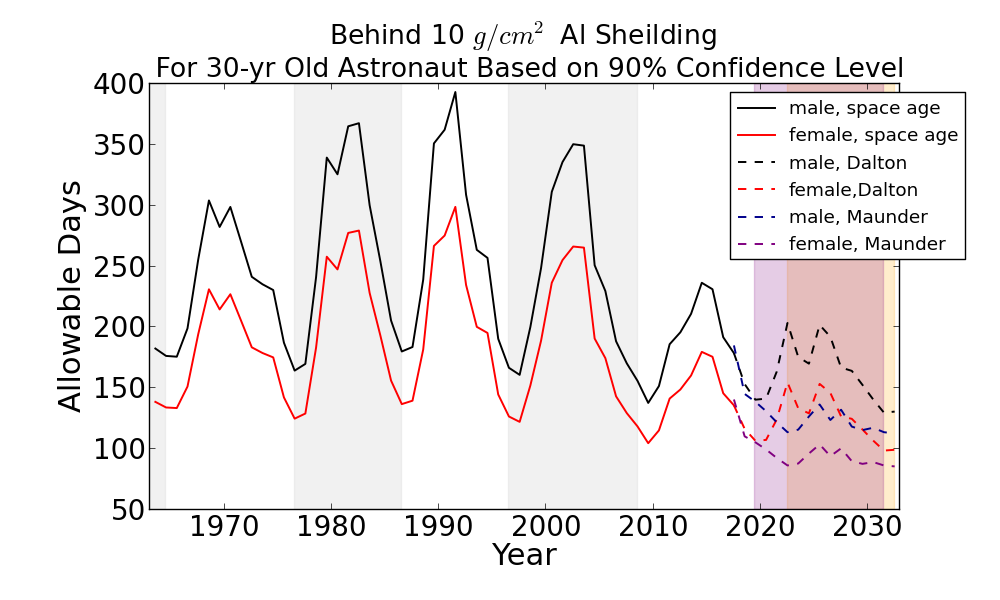 Behind 10 g/cm² Al Sheilding
For 30-yr Old Astronaut Based on 90% Confidence Level
400
350
300
250
200
150
100
50
Allowable Days
male, space age
female, space age
male, Dalton
female,Dalton
male, Maunder
female, Maunder
1970 1980 1990 2000 2010 2020 2030
Year